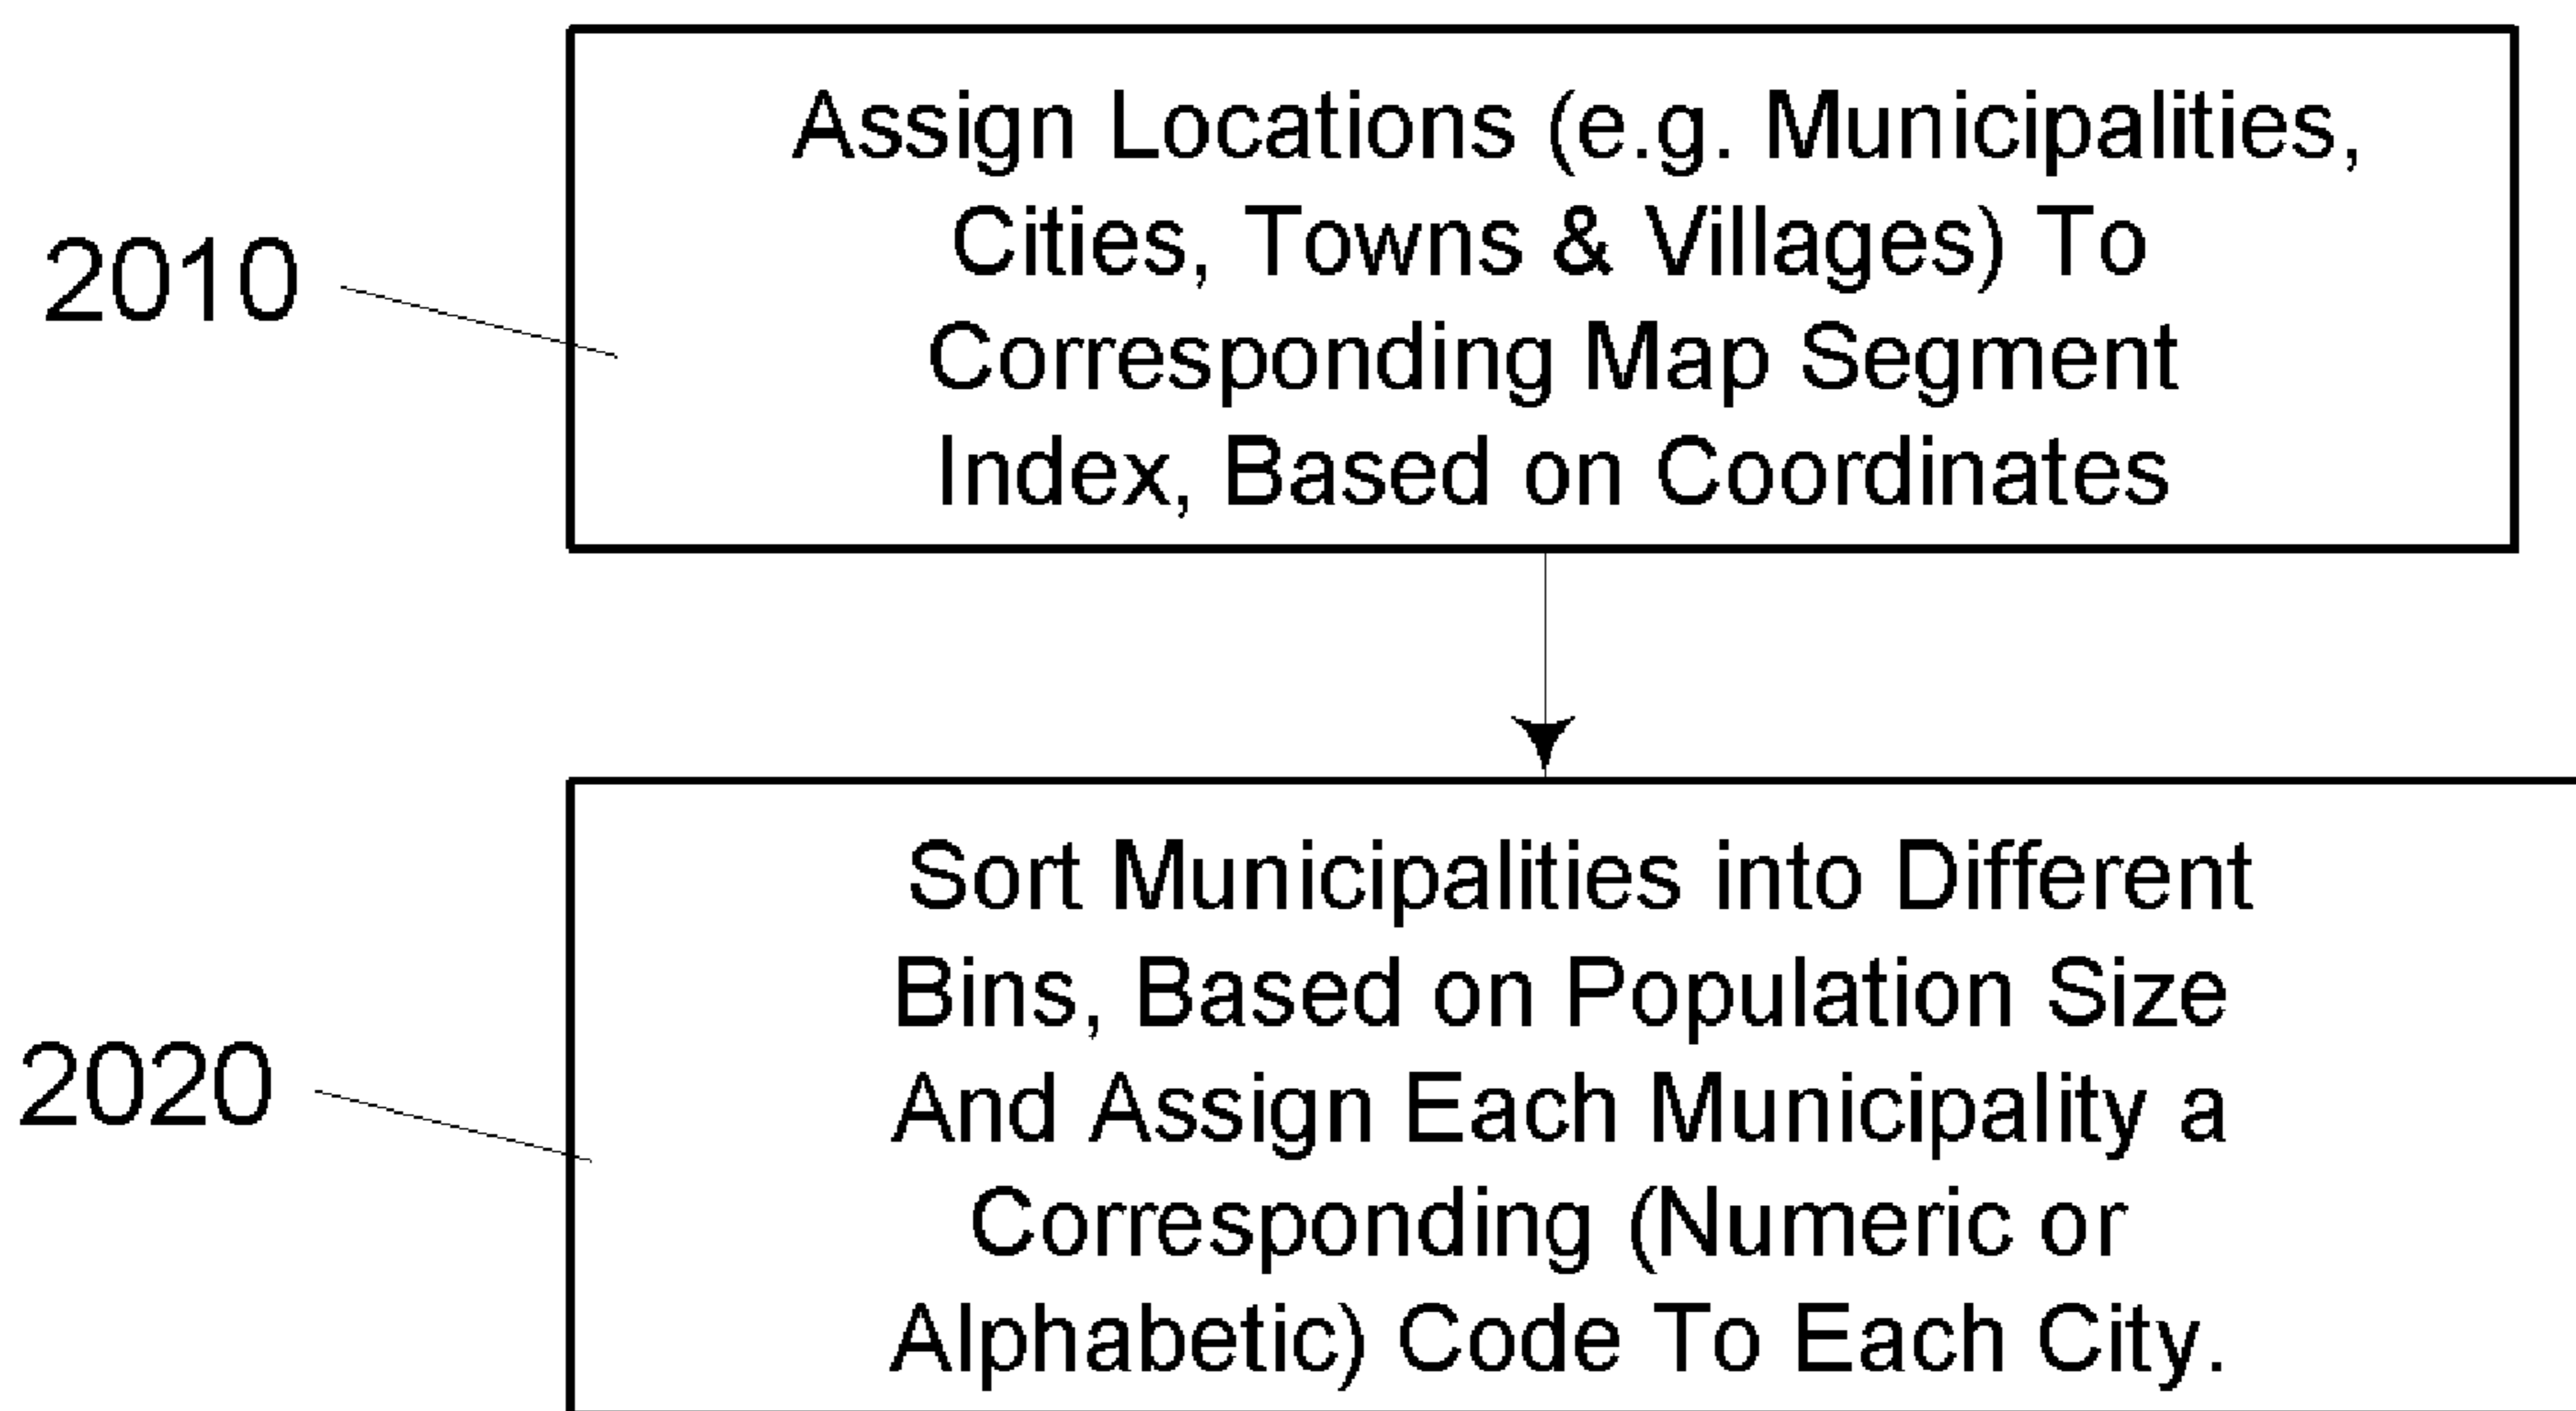 2010
Assign Locations (e.g. Municipalities,
Cities, Towns & Villages) To
Corresponding Map Segment
Index, Based on Coordinates
2020
Sort Municipalities into Different
Bins, Based on Population Size
And Assign Each Municipality a
Corresponding (Numeric or
Alphabetic) Code To Each City.